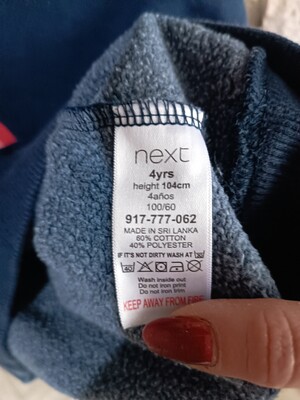 next
4yrs
height 104cm
4años
100/60
917-777-062
MADE IN SRI LANKA
60% COTTON
40% POLYESTER
IF IT'S NOT DIRTY WASH AT 30
Wash inside out
Do not iron print
Do not iron trim
KEEP AWAY FROM FIRE